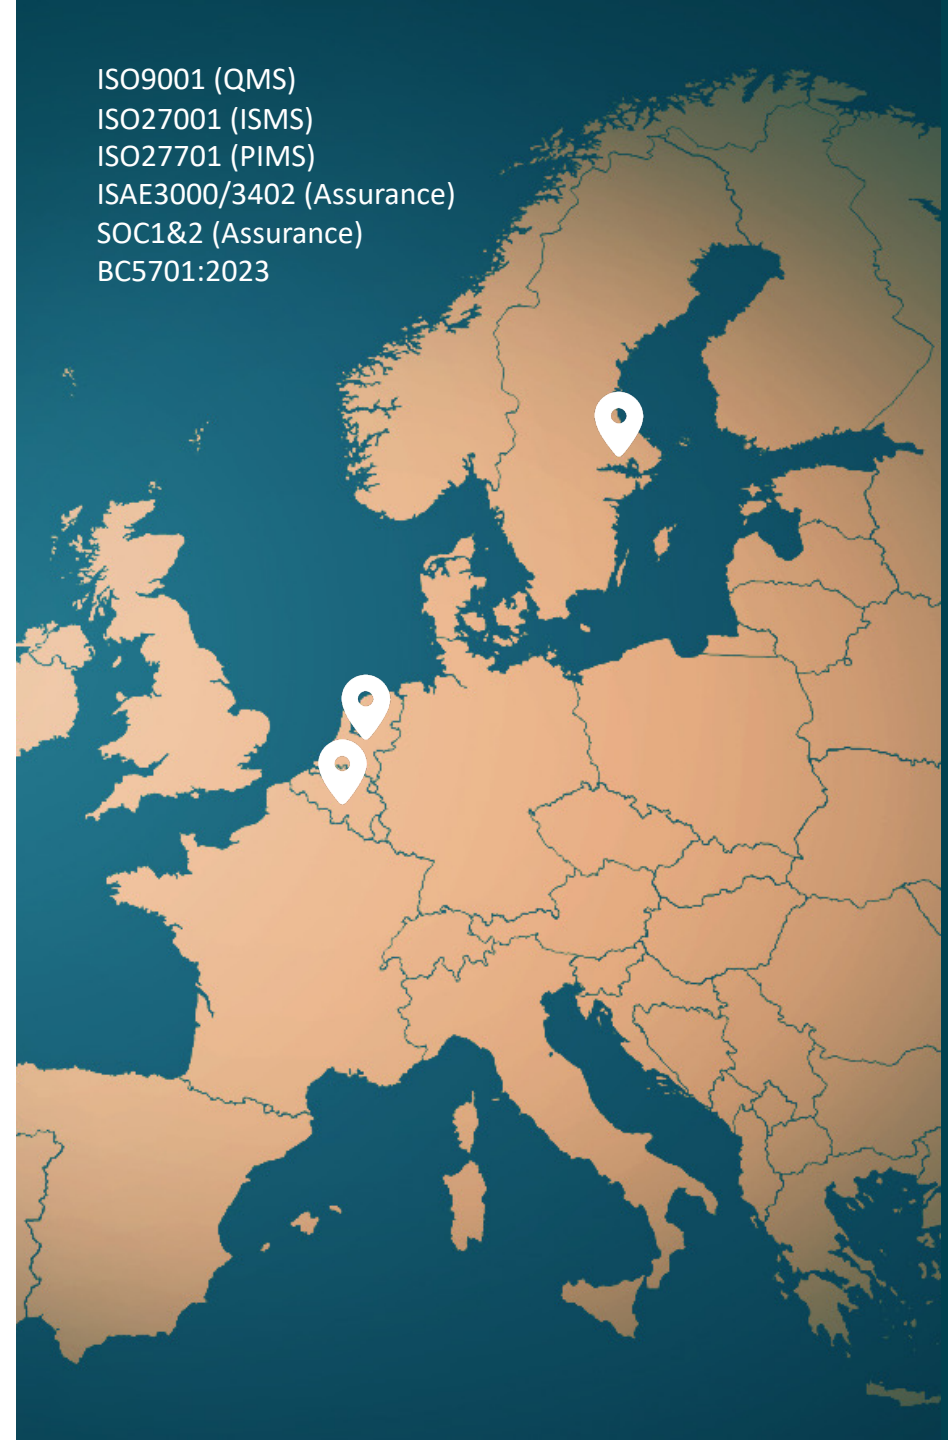 ISO9001 (QMS)
ISO27001 (ISMS)
ISO27701 (PIMS)
ISAE3000/3402 (Assurance)
SOC1&2 (Assurance)
BC5701:2023